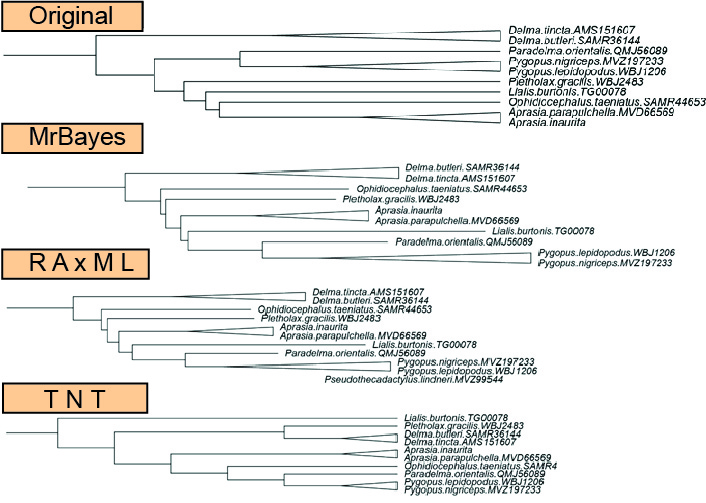 Original
Delma.tincta.AMS151607
Delma.butleri.SAMR36144
Paradelma.orientalis.QMJ56089
Pygopus.nigriceps.MVZ197233
Pygopus.lepidopodus.WBJ1206
Pletholax.gracilis.WBJ2483
Lialis.burtonis.TG00078
Ophidiocephalus.taeniatus.SAMR44653
Aprasia.parapulchella.MVD66569
Aprasia.inaurita
MrBayes
Delma.butleri.SAMR36144
Delma.tincta.AMS151607
Ophidiocephalus.taeniatus.SAMR44653
Pletholax.gracilis.WBJ2483
Aprasia.inaurita
Aprasia.parapulchella.MVD66569
Lialis.burtonis.TG00078
Paradelma.orientalis.QMJ56089
Pygopus.lepidopodus.WBJ1206
Pygopus.nigriceps.MVZ197233
R A x M L
Delma.tincta.AMS151607
Delma.butleri.SAMR36144
Ophidiocephalus.taeniatus.SAMR44653
Pletholax.gracilis.WBJ2483
Aprasia.inaurita
Aprasia.parapulchella.MVD66569
Lialis.burtonis.TG00078
Paradelma.orientalis.QMJ56089
Pygopus.nigriceps.MVZ197233
Pygopus.lepidopodus.WBJ1206
Pseudothecadactylus.lindneri.MVZ99544
T N T
Lialis.burtonis.TG00078
Pletholax.gracilis.WBJ2483
Delma.butleri.SAMR36144
Delma.tincta.AMS151607
Aprasia.inaurita
Aprasia.parapulchella.MVD66569
Ophidiocephalus.taeniatus.SAMR4
Paradelma.orientalis.QMJ56089
Pygopus.lepidopodus.WBJ1206
Pygopus.nigriceps.MVZ197233